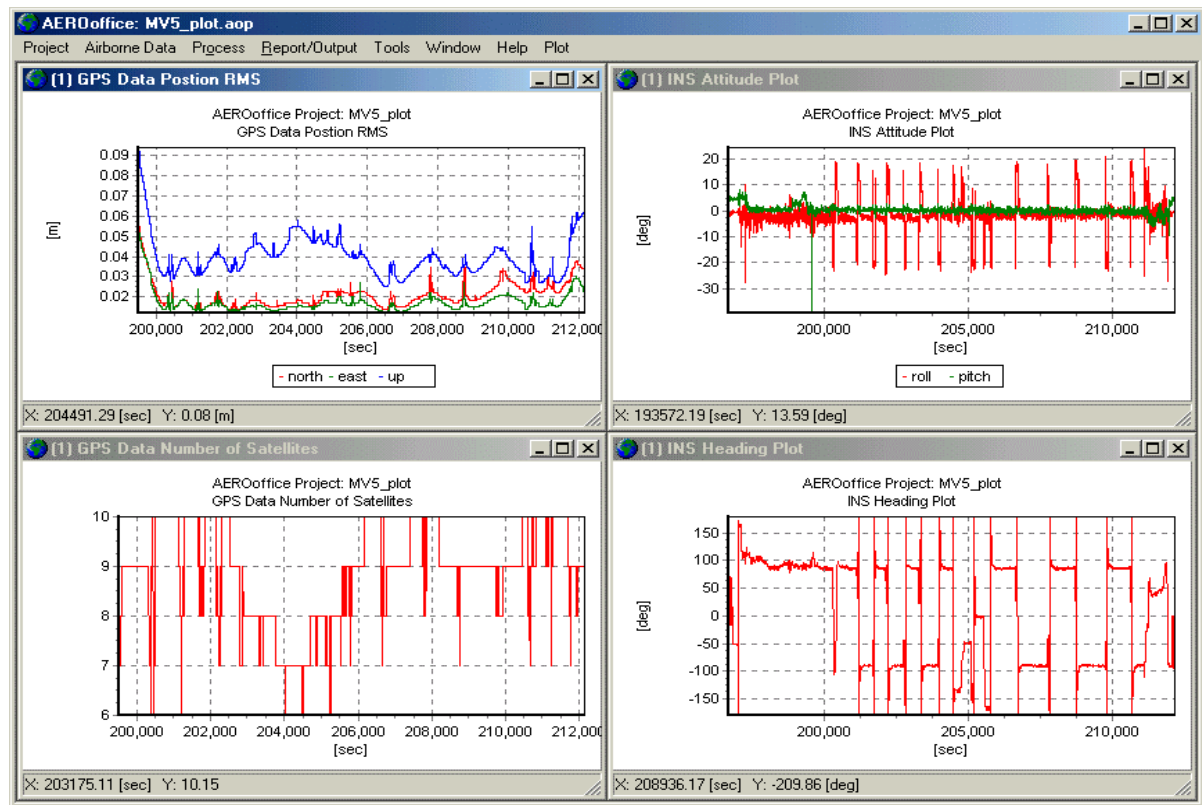 AEROoffice: MV5_plot.aop
Project Airborne Data Process Report/Output Tools Window Help Plot
(1) GPS Data Postion RMS
AEROoffice Project: MV5_plot
GPS Data Postion RMS
0.09
0.08
0.07
0.06
0.05
0.04
0.03
0.02
[m]
200,000 202,000 204,000 206,000 208,000 210,000 212,000
[sec]
north east up
X: 204491.29 [sec] Y: 0.08 [m]
(1) INS Attitude Plot
AEROoffice Project: MV5_plot
INS Attitude Plot
20
10
0
-10
-20
-30
[deg]
200,000 205,000 210,000
[sec]
roll pitch
X: 193572.19 [sec] Y: 13.59 [deg]
(1) GPS Data Number of Satellites
AEROoffice Project: MV5_plot
GPS Data Number of Satellites
10
9
8
7
6
200,000 202,000 204,000 206,000 208,000 210,000 212,000
[sec]
X: 203175.11 [sec] Y: 10.15
(1) INS Heading Plot
AEROoffice Project: MV5_plot
INS Heading Plot
150
100
50
0
-50
-100
-150
[deg]
200,000 205,000 210,000
[sec]
X: 208936.17 [sec] Y: -209.86 [deg]